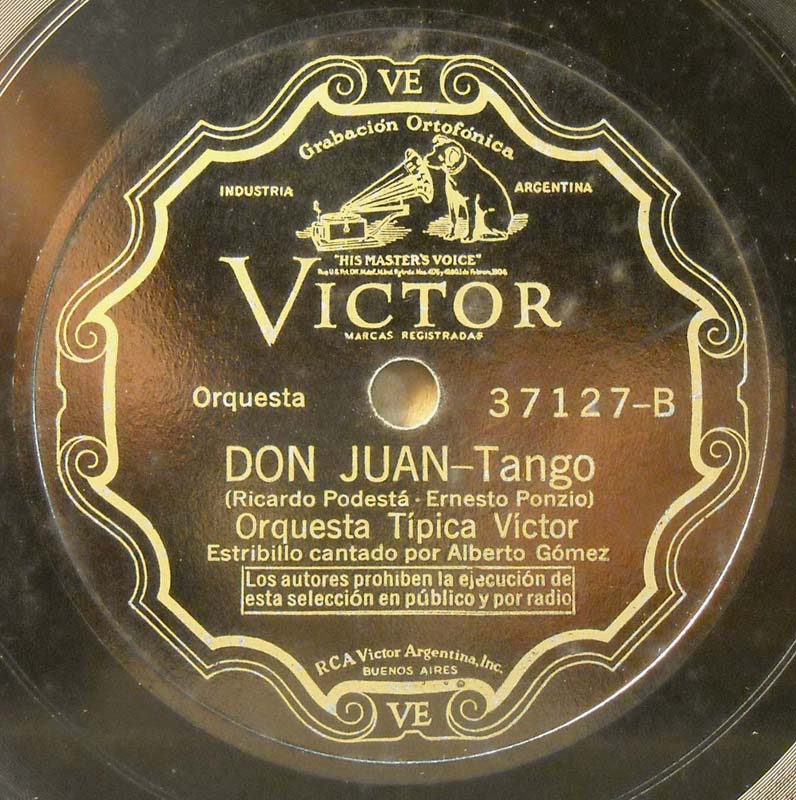 VE
Grabación Ortofónica
INDUSTRIA ARGENTINA
"HIS MASTER'S VOICE"
VICTOR
MARCAS REGISTRADAS
Orquesta 37127-B
DON JUAN-Tango
(Ricardo Podestá · Ernesto Ponzio)
Orquesta Típica Victor
Estribillo cantado por Alberto Gómez
Los autores prohiben la ejecución de
esta selección en público y por radio
RCA Victor Argentina, Inc.
BUENOS AIRES
VE